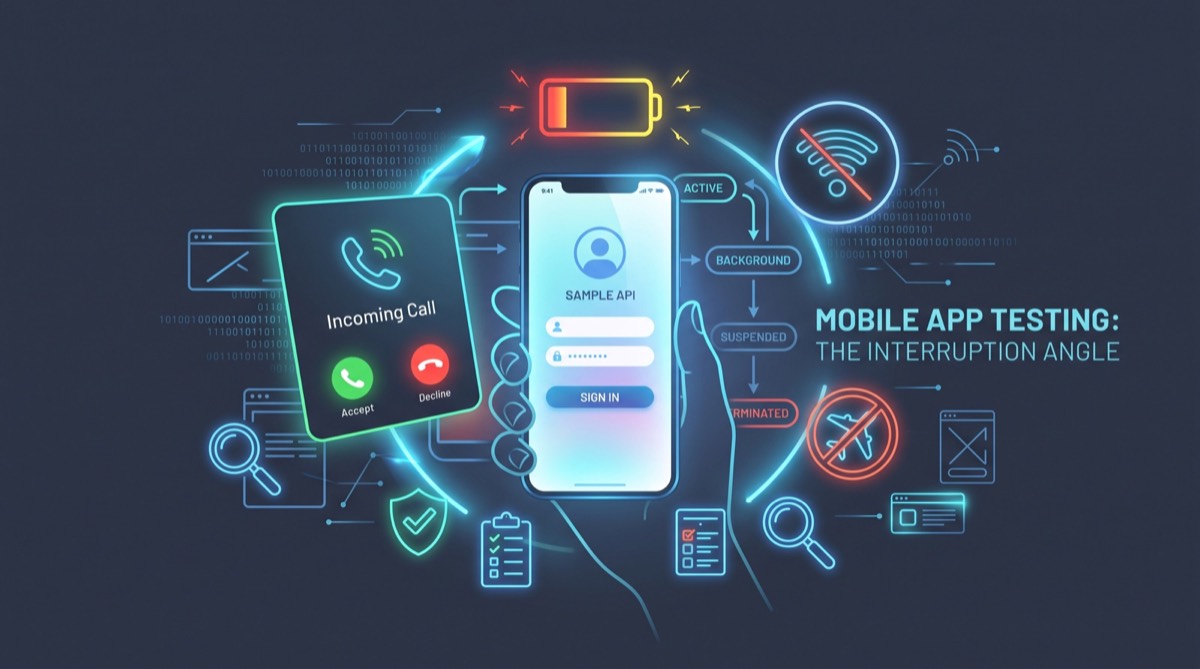 9:41
ACTIVE
BACKGROUND
SUSPENDED
RMINATED
Incoming Call
Accept
Decline
SAMPLE API
SIGN IN
MOBILE APP TESTING:
THE INTERRUPTION ANGLE